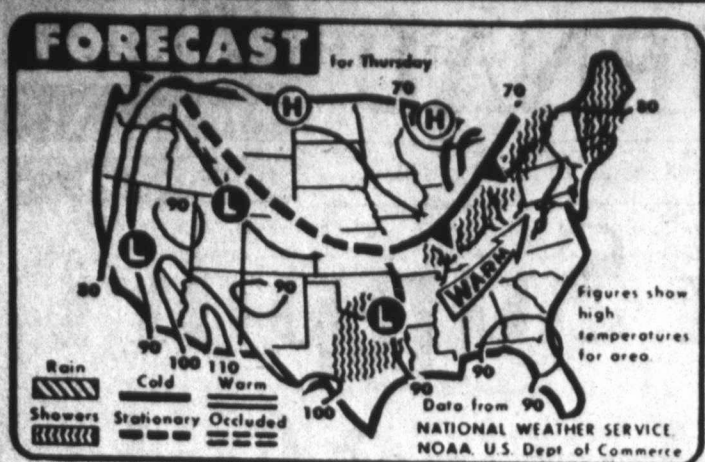 FORECAST
for Thursday
70
70
H
H
80
L
90
L
WARM
80
90
Figures show
high
temperatures
for area.
L
90
100
110
Rain
Cold
Warm
Showers
Stationary
Occluded
100
90
90
90
Data from
NATIONAL WEATHER SERVICE,
NOAA, U.S. Dept of Commerce